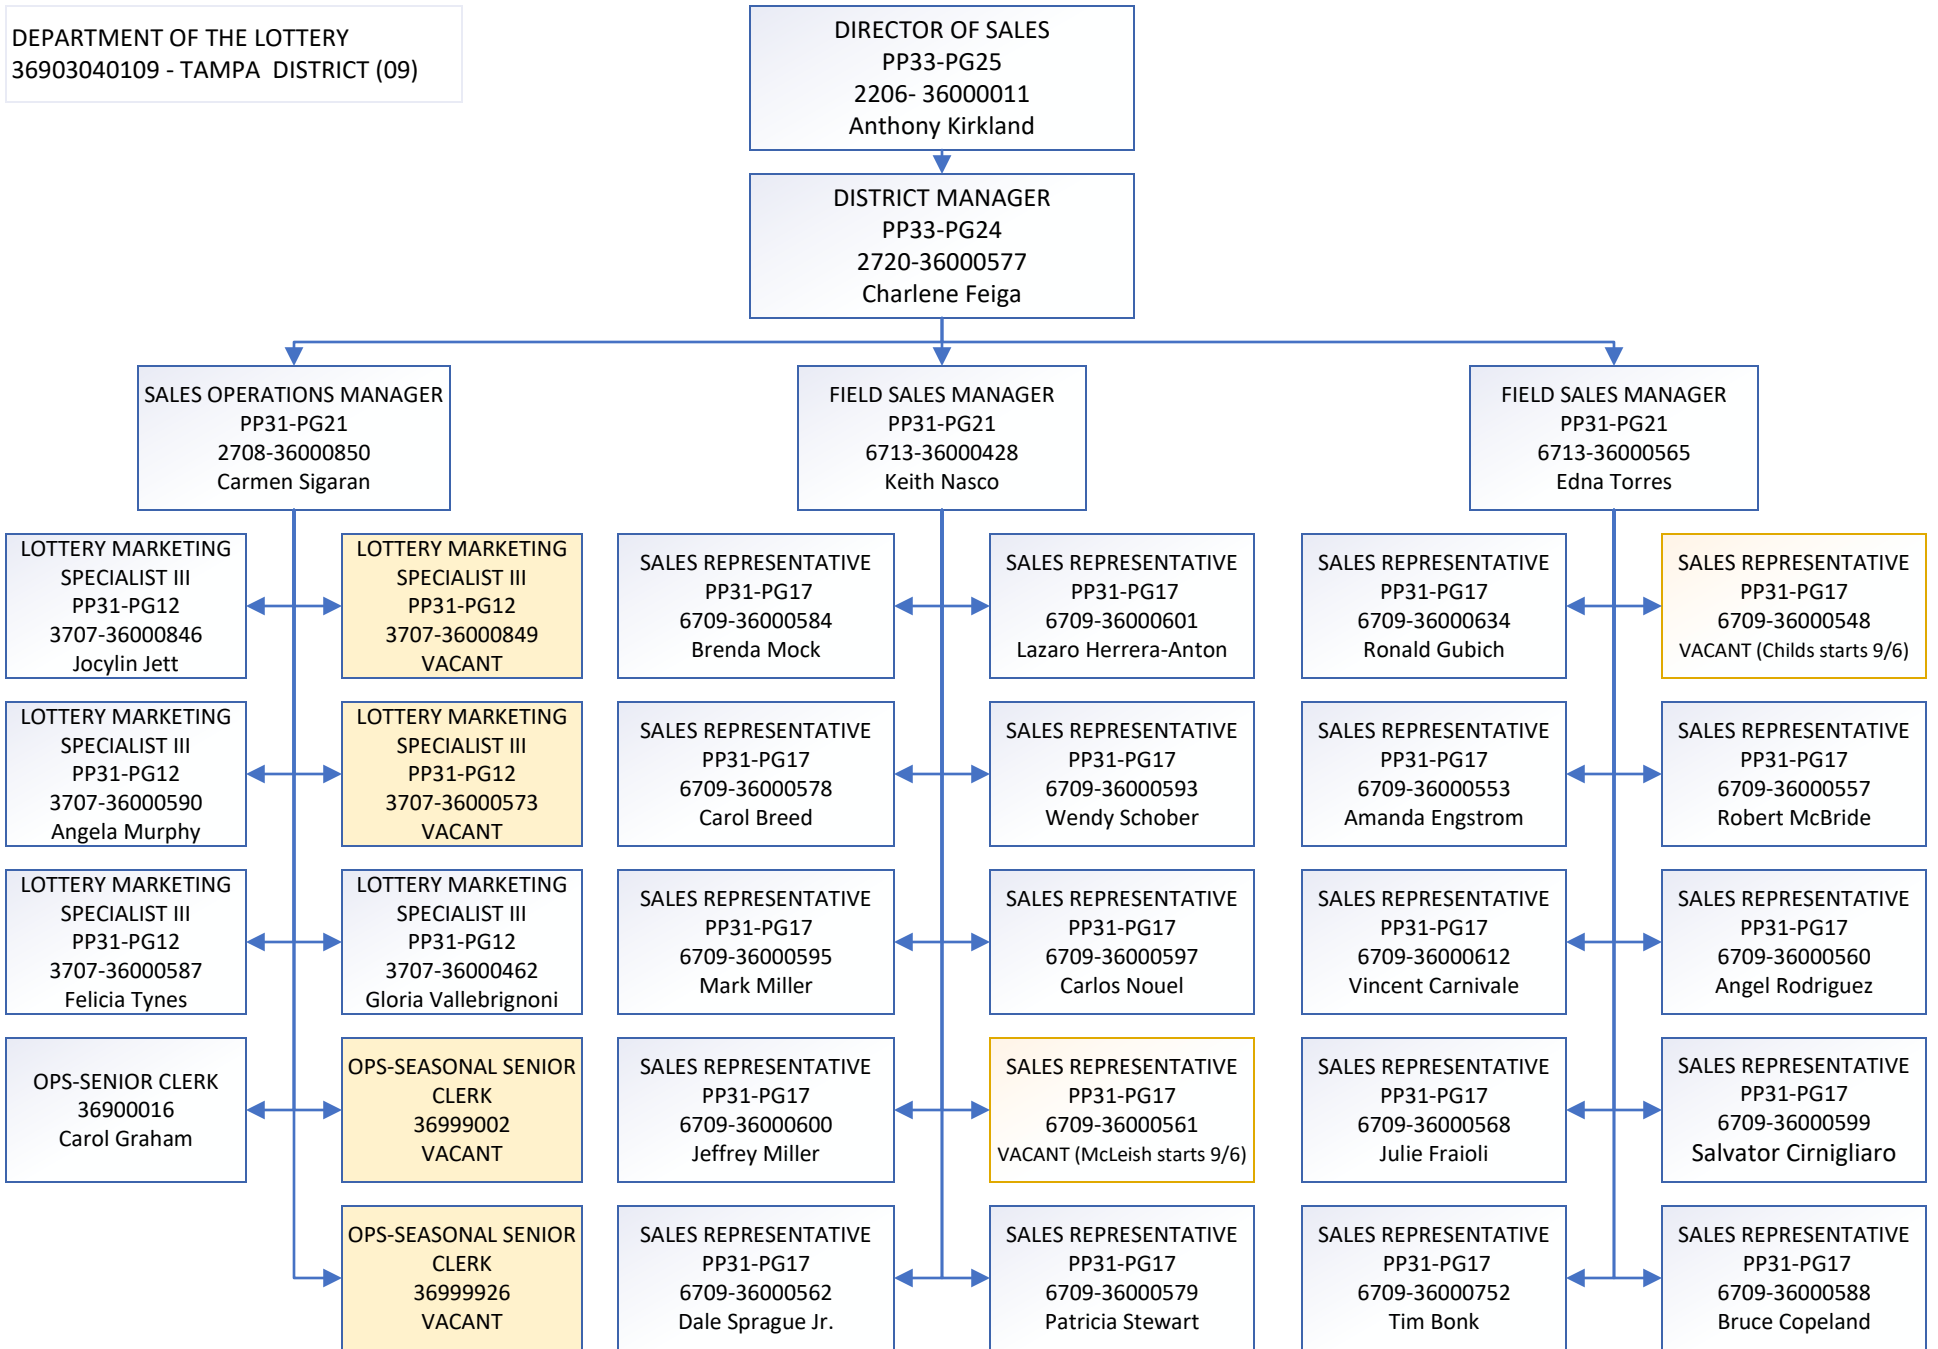 DEPARTMENT OF THE LOTTERY
36903040109 - TAMPA  DISTRICT (09)
DIRECTOR OF SALES
PP33-PG25
2206- 36000011
Anthony Kirkland
DISTRICT MANAGER
PP33-PG24
2720-36000577
Charlene Feiga
SALES OPERATIONS MANAGER
PP31-PG21
2708-36000850
Carmen Sigaran
FIELD SALES MANAGER
PP31-PG21
6713-36000428
Keith Nasco
FIELD SALES MANAGER
PP31-PG21
6713-36000565
Edna Torres
LOTTERY MARKETING
SPECIALIST III
PP31-PG12
3707-36000846
Jocylin Jett
LOTTERY MARKETING
SPECIALIST III
PP31-PG12
3707-36000849
VACANT
SALES REPRESENTATIVE
PP31-PG17
6709-36000584
Brenda Mock
SALES REPRESENTATIVE
PP31-PG17
6709-36000601
Lazaro Herrera-Anton
SALES REPRESENTATIVE
PP31-PG17
6709-36000634
Ronald Gubich
SALES REPRESENTATIVE
PP31-PG17
6709-36000548
VACANT (Childs starts 9/6)
LOTTERY MARKETING
SPECIALIST III
PP31-PG12
3707-36000590
Angela Murphy
LOTTERY MARKETING
SPECIALIST III
PP31-PG12
3707-36000573
VACANT
SALES REPRESENTATIVE
PP31-PG17
6709-36000578
Carol Breed
SALES REPRESENTATIVE
PP31-PG17
6709-36000593
Wendy Schober
SALES REPRESENTATIVE
PP31-PG17
6709-36000553
Amanda Engstrom
SALES REPRESENTATIVE
PP31-PG17
6709-36000557
Robert McBride
LOTTERY MARKETING
SPECIALIST III
PP31-PG12
3707-36000587
Felicia Tynes
LOTTERY MARKETING
SPECIALIST III
PP31-PG12
3707-36000462
Gloria Vallebrignoni
SALES REPRESENTATIVE
PP31-PG17
6709-36000595
Mark Miller
SALES REPRESENTATIVE
PP31-PG17
6709-36000597
Carlos Nouel
SALES REPRESENTATIVE
PP31-PG17
6709-36000612
Vincent Carnivale
SALES REPRESENTATIVE
PP31-PG17
6709-36000560
Angel Rodriguez
OPS-SENIOR CLERK
36900016
Carol Graham
OPS-SEASONAL SENIOR
CLERK
36999002
VACANT
SALES REPRESENTATIVE
PP31-PG17
6709-36000600
Jeffrey Miller
SALES REPRESENTATIVE
PP31-PG17
6709-36000561
VACANT (McLeish starts 9/6)
SALES REPRESENTATIVE
PP31-PG17
6709-36000568
Julie Fraioli
SALES REPRESENTATIVE
PP31-PG17
6709-36000599
Salvator Cirnigliaro
OPS-SEASONAL SENIOR
CLERK
36999926
VACANT
SALES REPRESENTATIVE
PP31-PG17
6709-36000562
Dale Sprague Jr.
SALES REPRESENTATIVE
PP31-PG17
6709-36000579
Patricia Stewart
SALES REPRESENTATIVE
PP31-PG17
6709-36000752
Tim Bonk
SALES REPRESENTATIVE
PP31-PG17
6709-36000588
Bruce Copeland